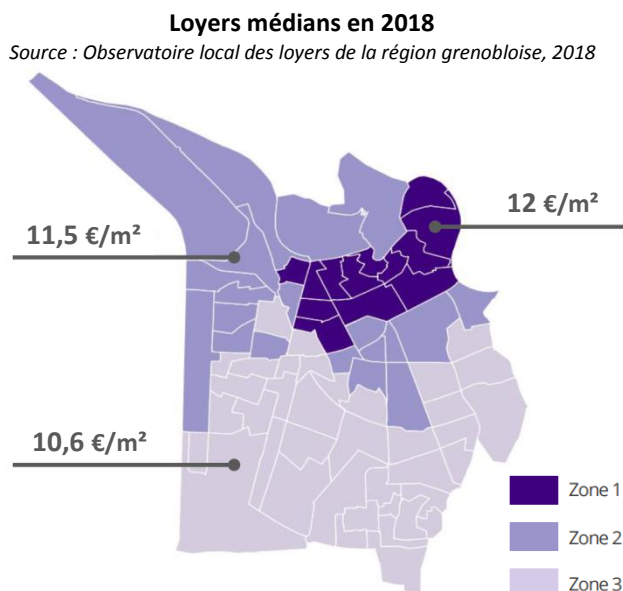 Loyers médians en 2018
Source : Observatoire local des loyers de la région grenobloise, 2018
12 €/m²
11,5 €/m²
10,6 €/m²
Zone 1
Zone 2
Zone 3